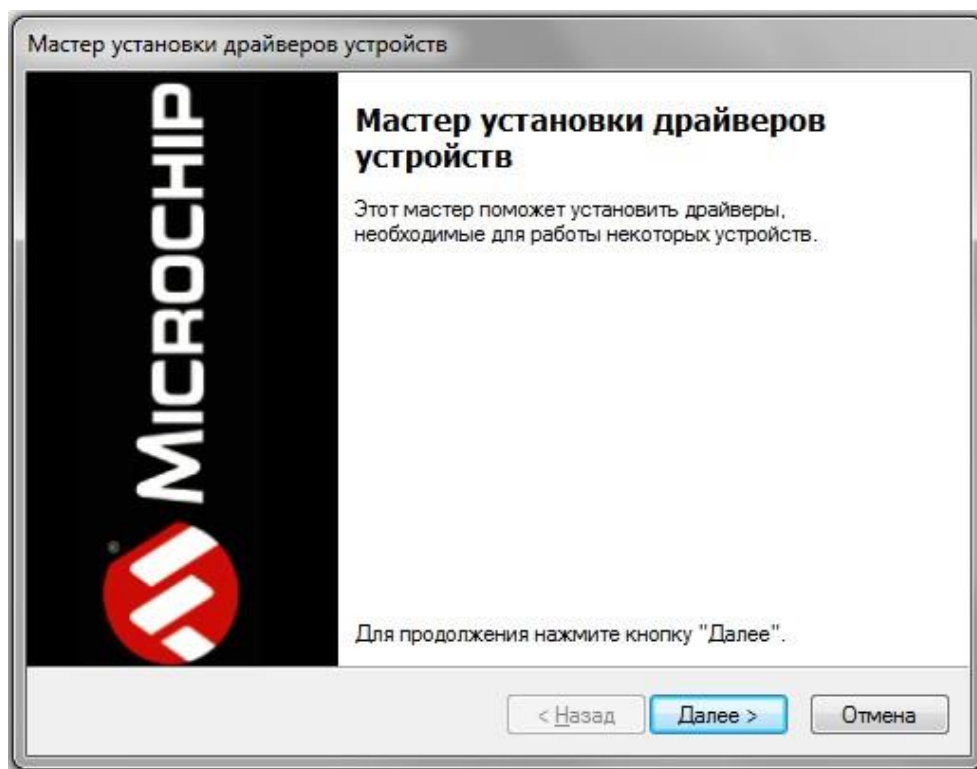 Мастер установки драйверов устройств
MICROCHIP
®
Мастер установки драйверов
устройств
Этот мастер поможет установить драйверы,
необходимые для работы некоторых устройств.
Для продолжения нажмите кнопку "Далее".
< Назад
Далее >
Отмена